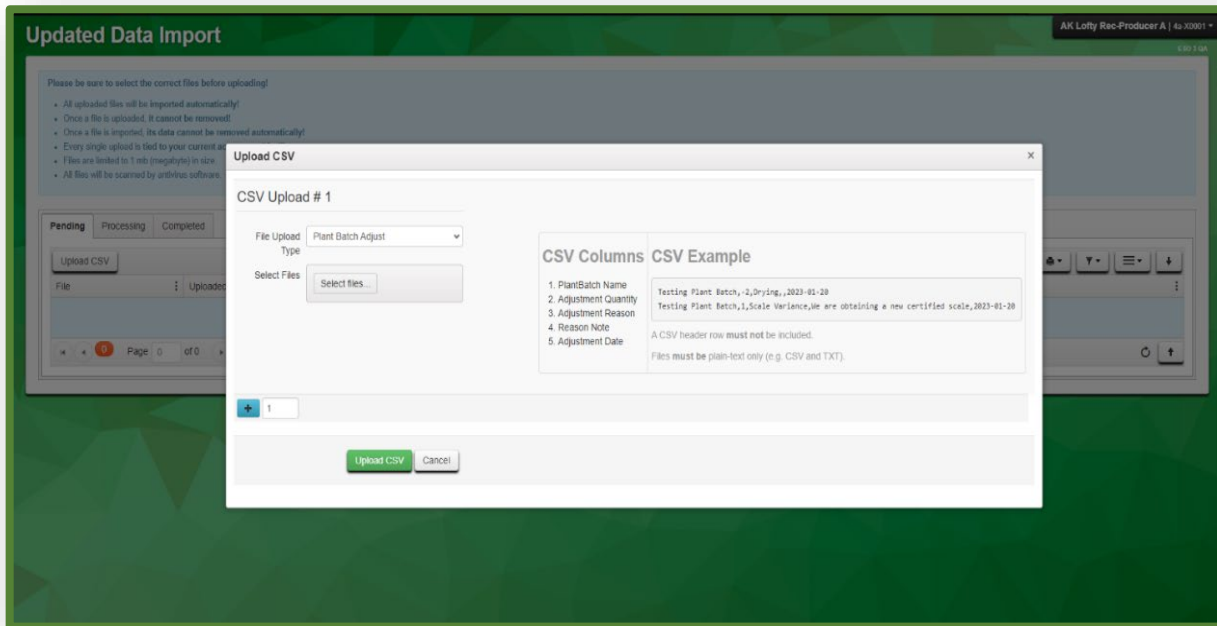 Updated Data Import
AK Lofty Rec-Producer A | 4a-X0001
Please be sure to select the correct files before uploading!
All uploaded files will be imported automatically!
Once a file is uploaded, it cannot be removed!
Once a file is imported, its data cannot be removed automatically!
Every single upload is tied to your current ac
Files are limited to 1 mb (megabyte) in size.
All files will be scanned by antivirus software.
Pending Processing Completed
Upload CSV
File Uploaded
Page 0 of 0
0
Upload CSV ×
CSV Upload # 1
File Upload Type Plant Batch Adjust
Select Files Select files...
CSV Columns
1. PlantBatch Name
2. Adjustment Quantity
3. Adjustment Reason
4. Reason Note
5. Adjustment Date
CSV Example
Testing Plant Batch,-2,Drying,,2023-01-20
Testing Plant Batch,1,Scale Variance,We are obtaining a new certified scale,2023-01-20
A CSV header row must not be included.
Files must be plain-text only (e.g. CSV and TXT).
+ 1
Upload CSV Cancel